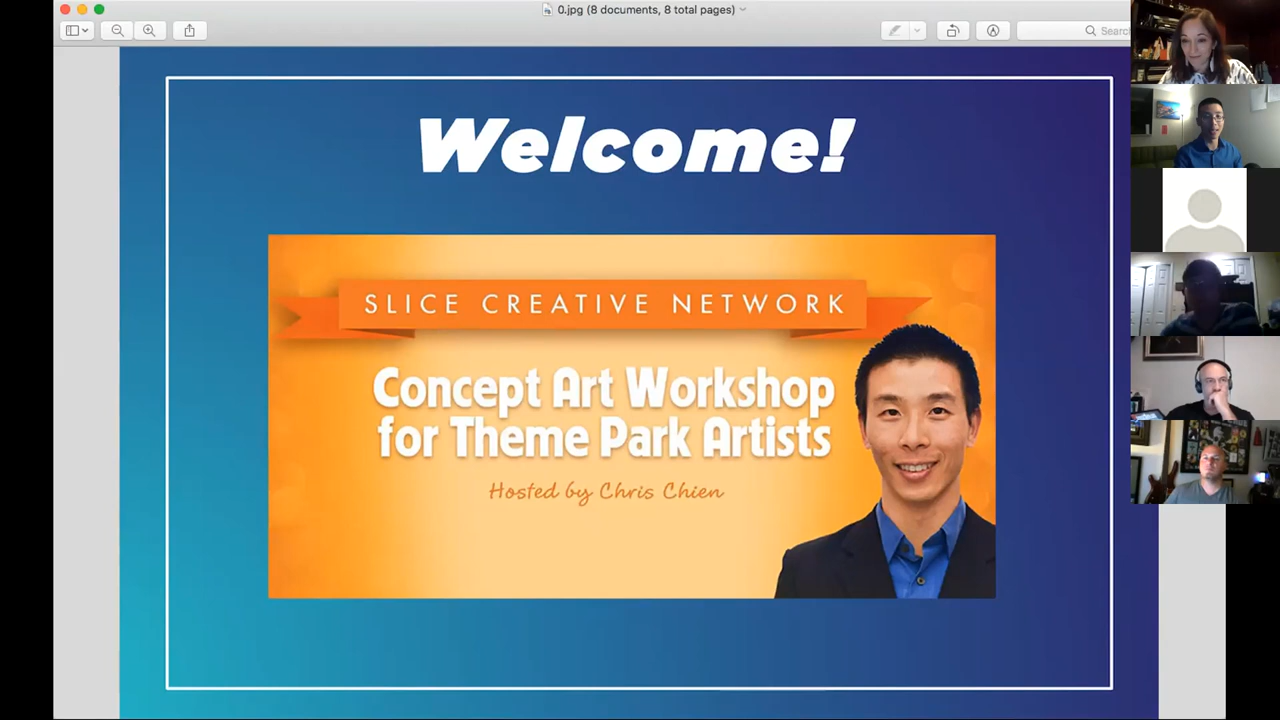 0.jpg (8 documents, 8 total pages)
Search
Welcome!
SLICE CREATIVE NETWORK
Concept Art Workshop
for Theme Park Artists
Hosted by Chris Chien